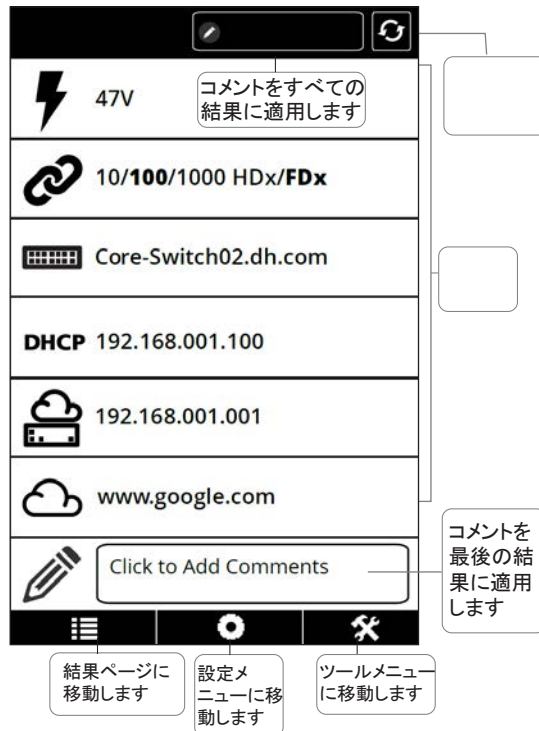 47V
コメントをすべての
結果に適用します
10/100/1000 HDx/FDx
Core-Switch02.dh.com
DHCP 192.168.001.100
192.168.001.001
www.google.com
Click to Add Comments
コメントを
最後の結
果に適用
します
結果ページに
移動します
設定メ
ニューに移
動します
ツールメニュー
に移動します